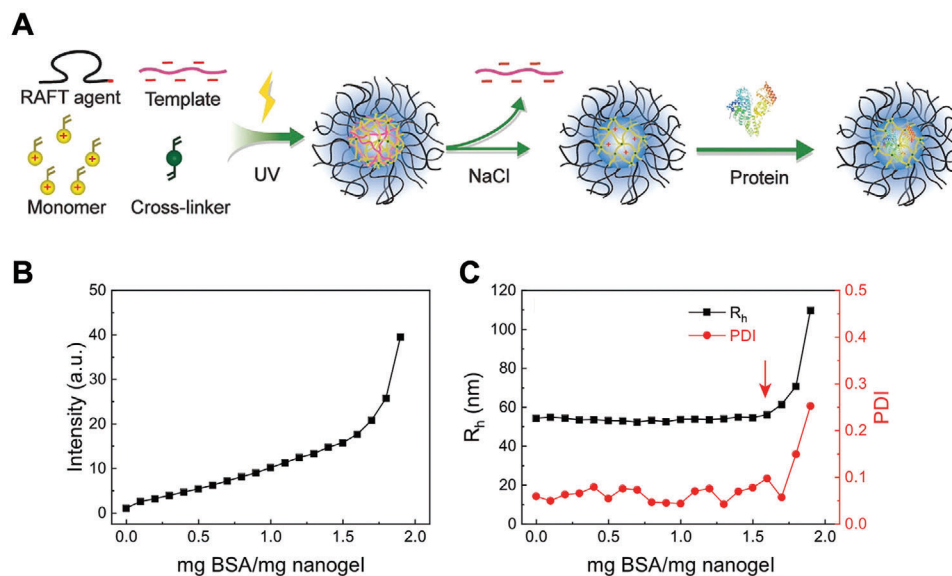 A
RAFT agent
Template
Monomer
Cross-linker
UV
NaCl
Protein
B
50
40
30
20
10
0
Intensity (a.u.)
0.0 0.5 1.0 1.5 2.0
mg BSA/mg nanogel
C
120
100
80
60
40
20
0
Rh (nm)
Rh
PDI
0.5
0.4
0.3
0.2
0.1
0.0
PDI
0.0 0.5 1.0 1.5 2.0
mg BSA/mg nanogel